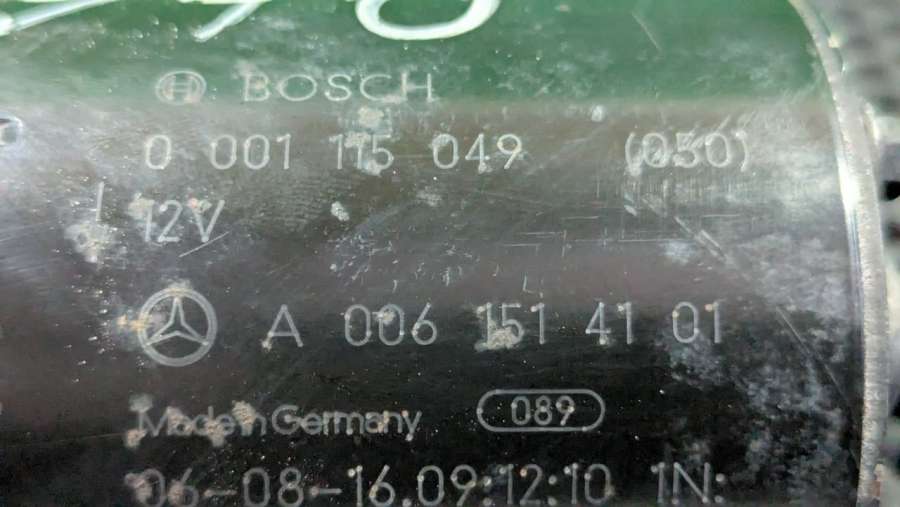 BOSCH
0 001 115 049 (050)
12V
A 006 151 41 01
Made in Germany 089
06-08-16.09:12:10 IN: